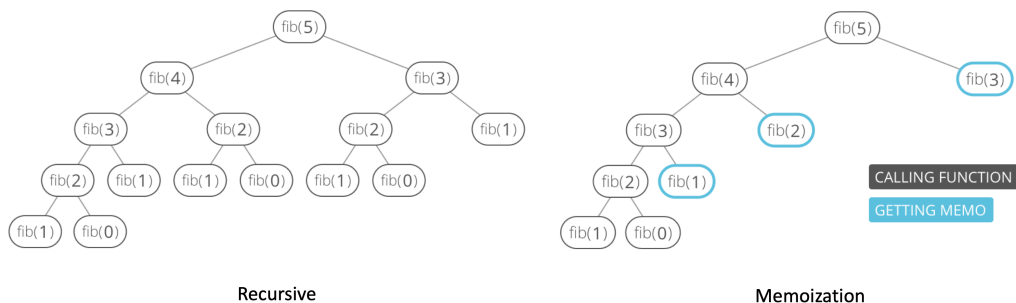 fib(5)
fib(4) fib(3)
fib(3) fib(2) fib(2) fib(1)
fib(2) fib(1) fib(1) fib(0) fib(1) fib(0)
fib(1) fib(0)
Recursive
fib(5)
fib(4) fib(3)
fib(3) fib(2)
fib(2) fib(1)
fib(1) fib(0)
CALLING FUNCTION
GETTING MEMO
Memoization